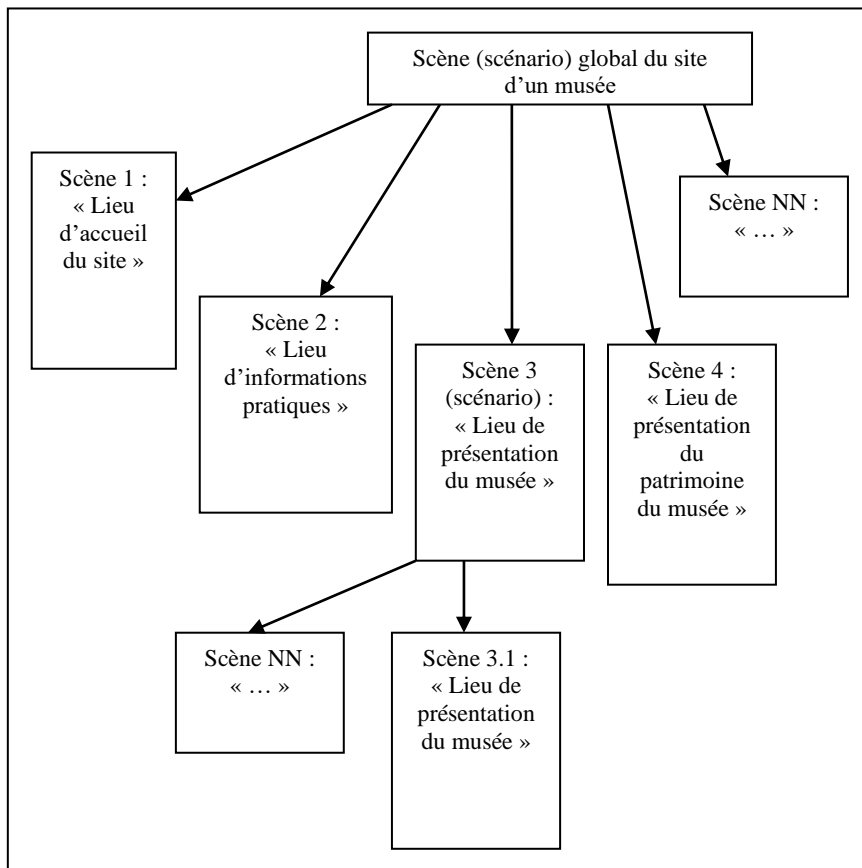 Scène (scénario) global du site
d’un musée
Scène 1 :
« Lieu
d’accueil
du site »
Scène NN :
« … »
Scène 2 :
« Lieu
d’informations
pratiques »
Scène 3
(scénario) :
« Lieu de
présentation
du musée »
Scène 4 :
« Lieu de
présentation
du
patrimoine
du musée »
Scène NN :
« … »
Scène 3.1 :
« Lieu de
présentation
du musée »